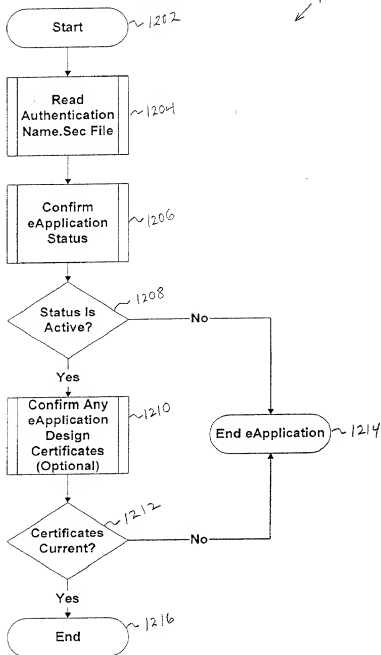 Start
1202
Read
Authentication
Name.Sec File
1204
Confirm
eApplication
Status
1206
Status Is
Active?
1208
No
Yes
Confirm Any
eApplication
Design
Certificates
(Optional)
1210
End eApplication
1214
Certificates
Current?
1212
No
Yes
End
1216